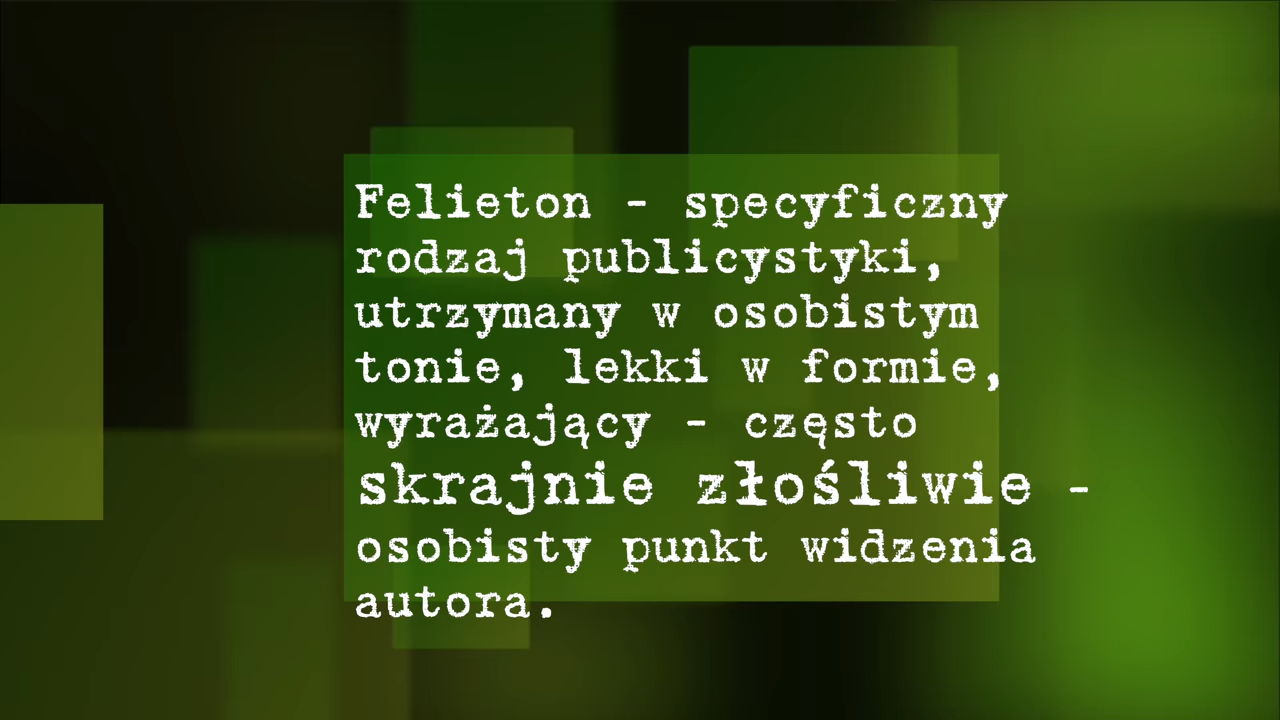 Felieton - specyficzny
rodzaj publicystyki,
utrzymany w osobistym
tonie, lekki w formie,
wyrażający - często
skrajnie złośliwie -
osobisty punkt widzenia
autora.